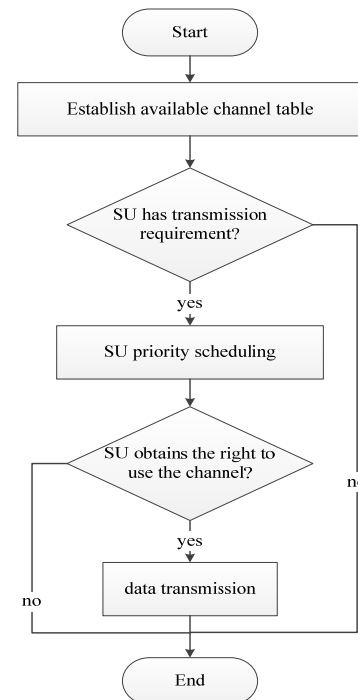 Start
Establish available channel table
SU has transmission
requirement?
yes
SU priority scheduling
SU obtains the right to
use the channel?
yes
no
data transmission
no
End